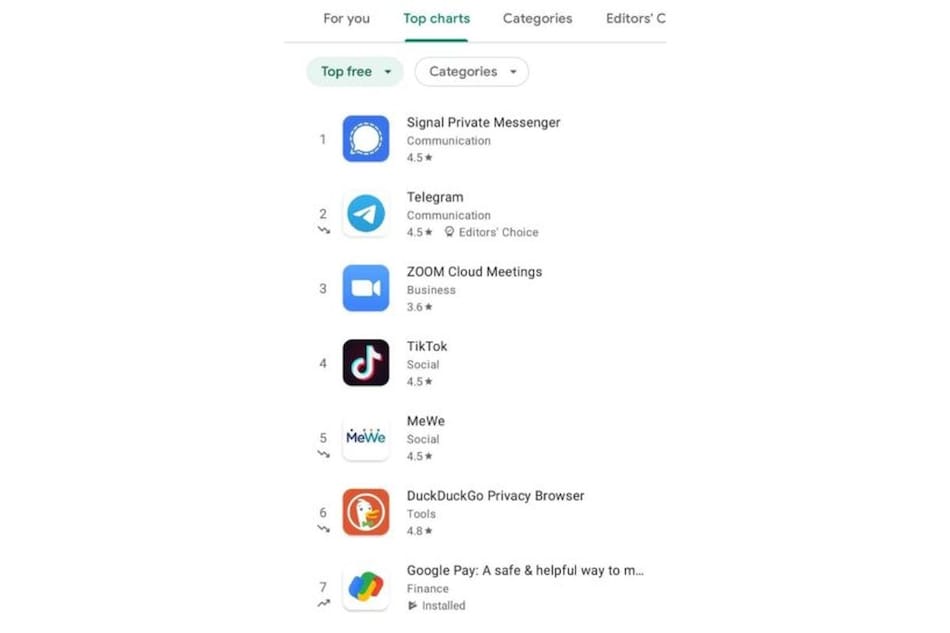 For you Top charts Categories Editors' C
Top free Categories
1
Signal Private Messenger
Communication
4.5★
2
Telegram
Communication
4.5★ Editors' Choice
3
ZOOM Cloud Meetings
Business
3.6★
4
TikTok
Social
4.5★
5
MeWe
MeWe
Social
4.5★
6
DuckDuckGo Privacy Browser
Tools
4.8★
7
Google Pay: A safe & helpful way to m...
Finance
Installed